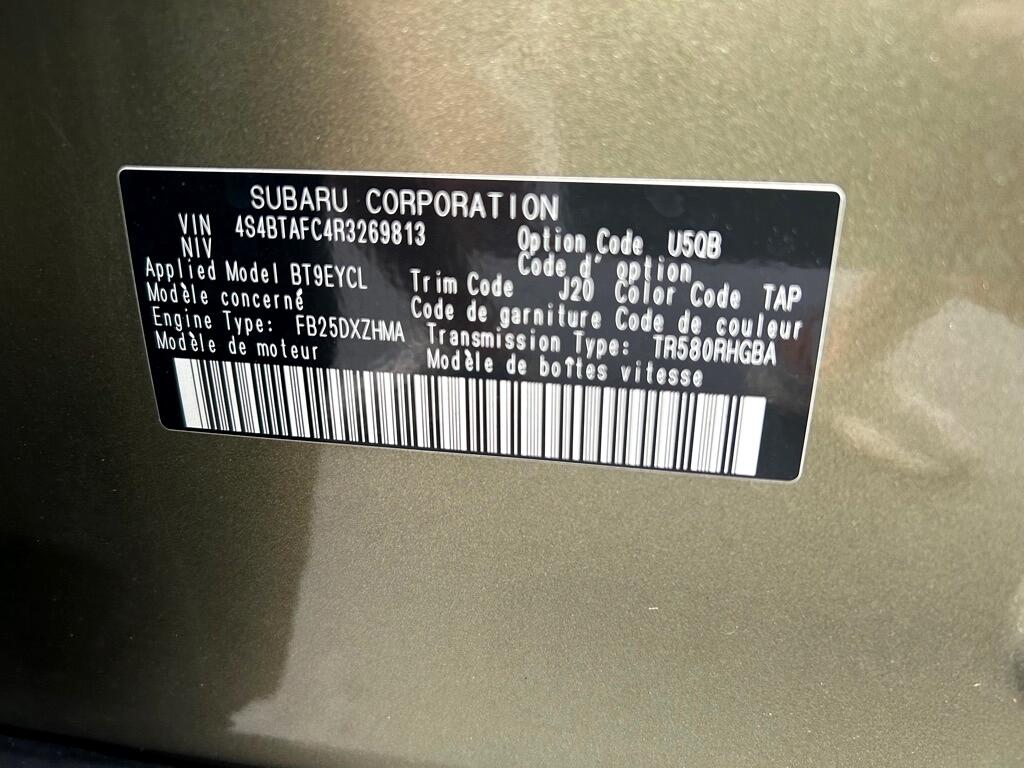 SUBARU CORPORATION
VIN 4S4BTAFC4R3269813 Option Code U5QB
NIV Code d' option
Applied Model BT9EYCL Trim Code J20 Color Code TAP
Modèle concerné Code de garniture Code de couleur
Engine Type: FB25DXZHMA Transmission Type: TR580RHGBA
Modèle de moteur Modèle de boîtes vitesse